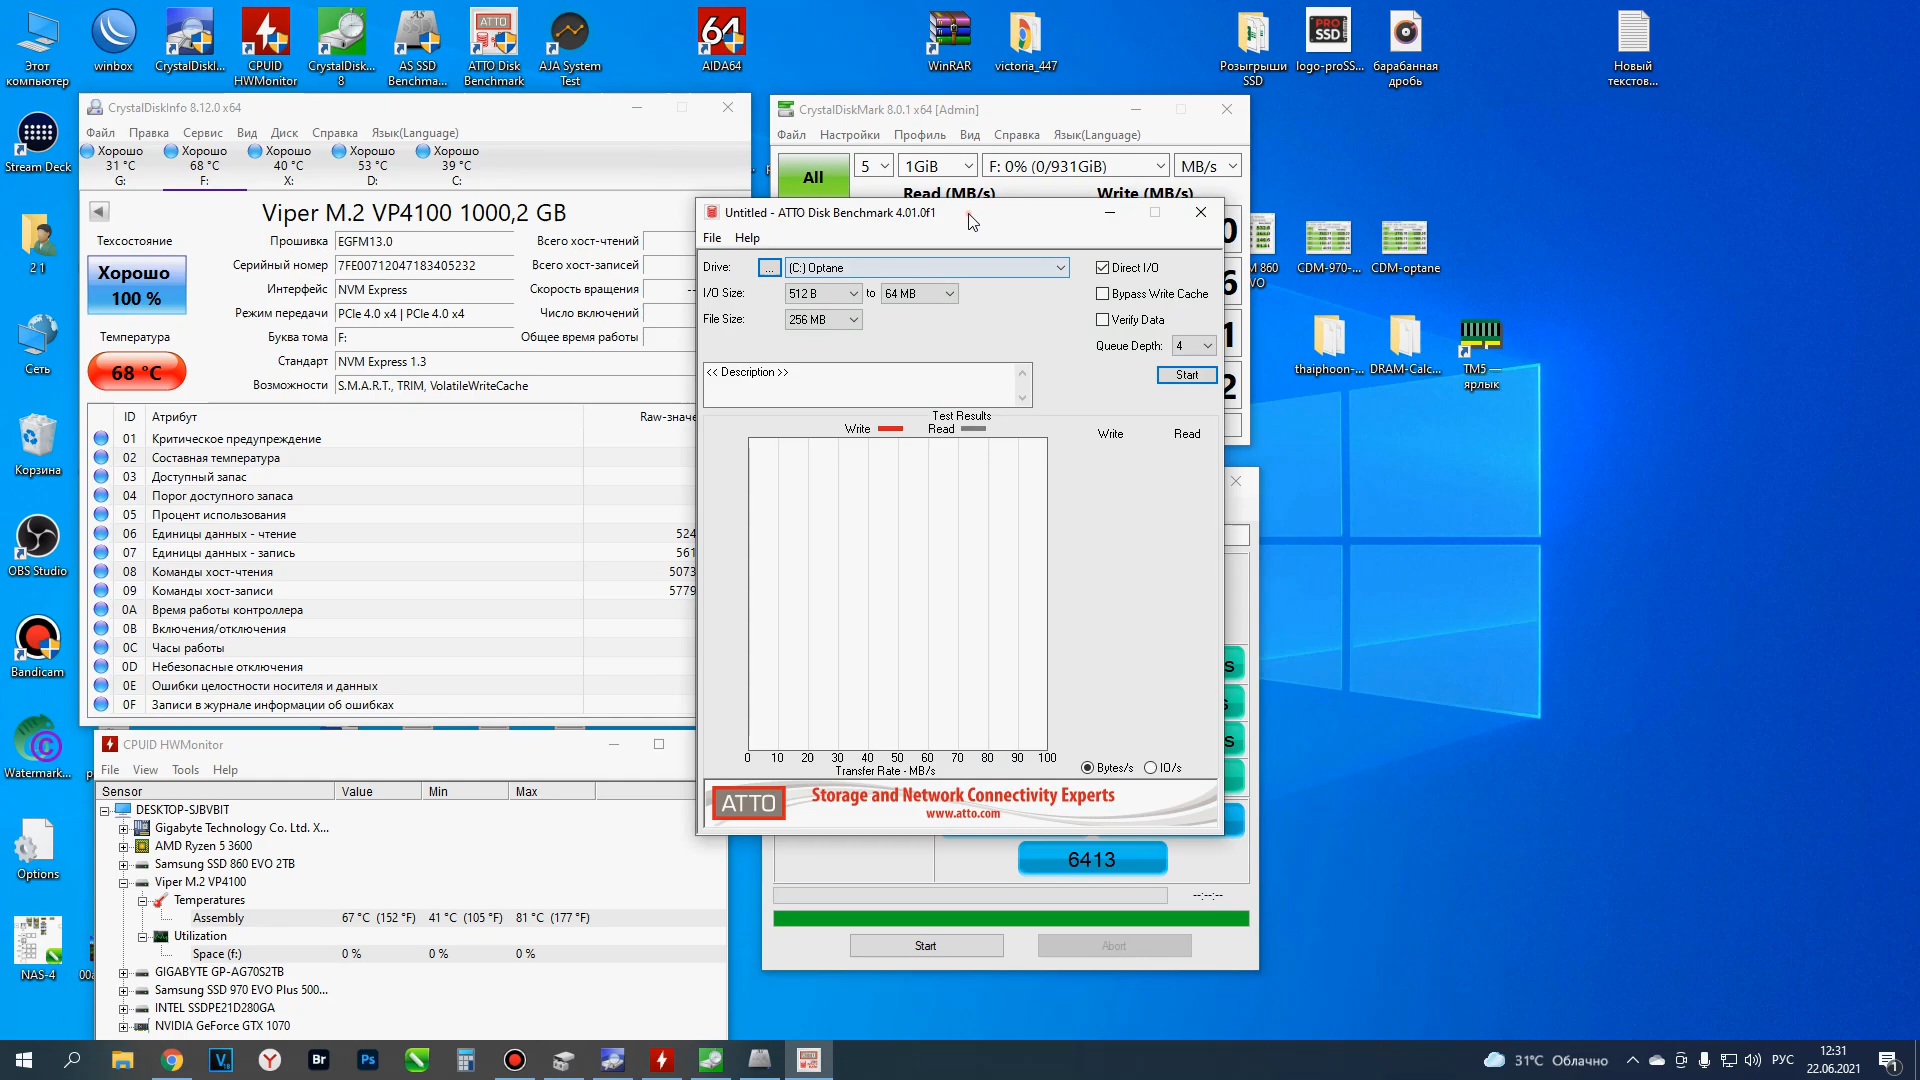 Этот компьютер
winbox
CrystalDiskI...
CPUID HWMonitor
CrystalDisk... 8
AS SSD Benchma...
ATTO Disk Benchmark
AJA System Test
AIDA64
WinRAR
victoria_447
Розыгрыши SSD
logo-proSS...
барабанная дробь
Новый текстов...
Stream Deck
2 1
Сеть
Корзина
OBS Studio
Bandicam
Watermark...
Options
NAS-4
CDM-970-...
CDM-optane
thaiphoon-...
DRAM-Calc...
TM5 — ярлык
CrystalDiskInfo 8.12.0 x64
Файл Правка Сервис Вид Диск Справка Язык(Language)
Хорошо Хорошо Хорошо Хорошо Хорошо
31 °C 68 °C 40 °C 53 °C 39 °C
G: F: X: D: C:
Viper M.2 VP4100 1000,2 GB
Техсостояние
Хорошо
100 %
Температура
68 °C
Прошивка EGFM13.0
Серийный номер 7FE00712047183405232
Интерфейс NVM Express
Режим передачи PCIe 4.0 x4 | PCIe 4.0 x4
Буква тома F:
Стандарт NVM Express 1.3
Возможности S.M.A.R.T., TRIM, VolatileWriteCache
Всего хост-чтений
Всего хост-записей
Скорость вращения --
Число включений
Общее время работы
ID Атрибут Raw-значе
01 Критическое предупреждение
02 Составная температура
03 Доступный запас
04 Порог доступного запаса
05 Процент использования
06 Единицы данных - чтение 524
07 Единицы данных - запись 561
08 Команды хост-чтения 5073
09 Команды хост-записи 5779
0A Время работы контроллера
0B Включения/отключения
0C Часы работы
0D Небезопасные отключения
0E Ошибки целостности носителя и данных
0F Записи в журнале информации об ошибках
CrystalDiskMark 8.0.1 x64 [Admin]
Файл Настройки Профиль Вид Справка Язык(Language)
All 5 1GiB F: 0% (0/931GiB) MB/s
Read (MB/s) Write (MB/s)
Untitled - ATTO Disk Benchmark 4.01.0f1
File Help
Drive: ... (C:) Optane
I/O Size: 512 B to 64 MB
File Size: 256 MB
Direct I/O
Bypass Write Cache
Verify Data
Queue Depth: 4
<< Description >>
Start
Test Results
Write Read
Write Read
0 10 20 30 40 50 60 70 80 90 100
Transfer Rate - MB/s
Bytes/s IO/s
ATTO
Storage and Network Connectivity Experts
www.atto.com
6413
--:--:--
Start Abort
CPUID HWMonitor
File View Tools Help
Sensor Value Min Max
DESKTOP-SJBVBIT
Gigabyte Technology Co. Ltd. X...
AMD Ryzen 5 3600
Samsung SSD 860 EVO 2TB
Viper M.2 VP4100
Temperatures
Assembly 67 °C (152 °F) 41 °C (105 °F) 81 °C (177 °F)
Utilization
Space (f:) 0 % 0 % 0 %
GIGABYTE GP-AG70S2TB
Samsung SSD 970 EVO Plus 500...
INTEL SSDPE21D280GA
NVIDIA GeForce GTX 1070
31°C Облачно
РУС
12:31
22.06.2021